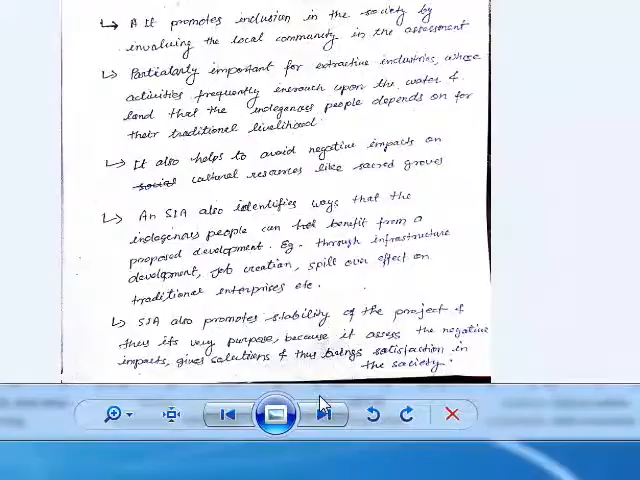 ↳ A It promotes inclusion in the society by
involving the local community in the assessment
↳ Particularly important for extractive industries, whose
activities frequently encroach upon the water &
land that the indegenous people depends on for
their traditional livelihood.
↳ It also helps to avoid negative impacts on
social cultural resources like sacred groves
↳ An SIA also identifies ways that the
indegenous people can benefit from a
proposed development. Eg - through infrastructure
development, job creation, spill over effect on
traditional enterprises etc.
↳ SIA also promotes stability of the project &
thus its very purpose, because it assess the negative
impacts, gives solutions & thus brings satisfaction in
the society.